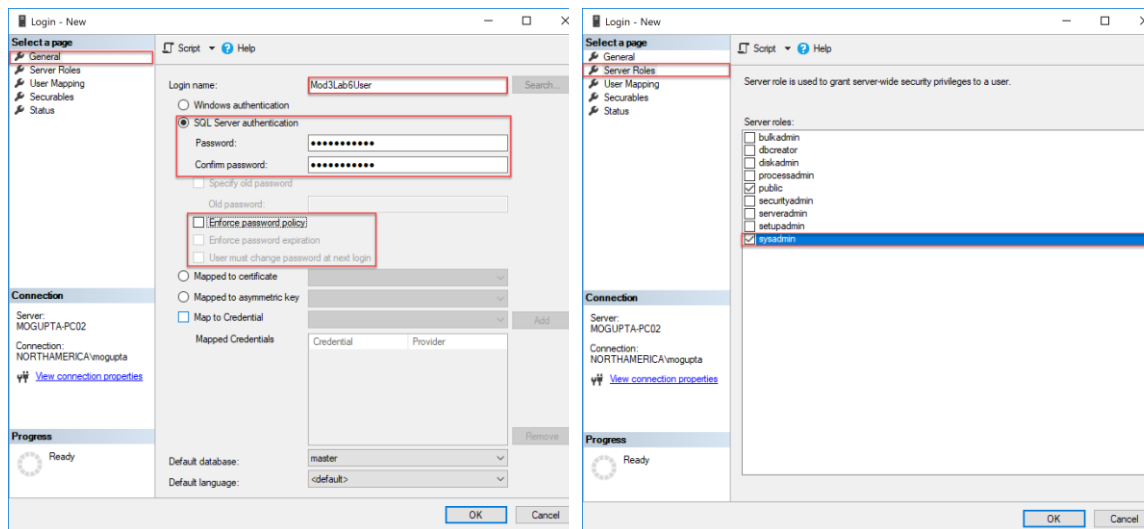 Login - New
Select a page
General
Server Roles
User Mapping
Securables
Status
Script
Help
Login name:
Mod3Lab6User
Search...
Windows authentication
SQL Server authentication
Password:
●●●●●●●●●●●
Confirm password:
●●●●●●●●●●●
Specify old password
Old password:
Enforce password policy
Enforce password expiration
User must change password at next login
Mapped to certificate
Mapped to asymmetric key
Map to Credential
Add
Mapped Credentials
Credential Provider
Remove
Default database:
master
Default language:
<default>
Connection
Server:
MOGUPTA-PC02
Connection:
NORTHAMERICA\mogupta
View connection properties
Progress
Ready
OK Cancel
Login - New
Select a page
General
Server Roles
User Mapping
Securables
Status
Script
Help
Server role is used to grant server-wide security privileges to a user.
Server roles:
bulkadmin
dbcreator
diskadmin
processadmin
public
securityadmin
serveradmin
setupadmin
sysadmin
Connection
Server:
MOGUPTA-PC02
Connection:
NORTHAMERICA\mogupta
View connection properties
Progress
Ready
OK Cancel